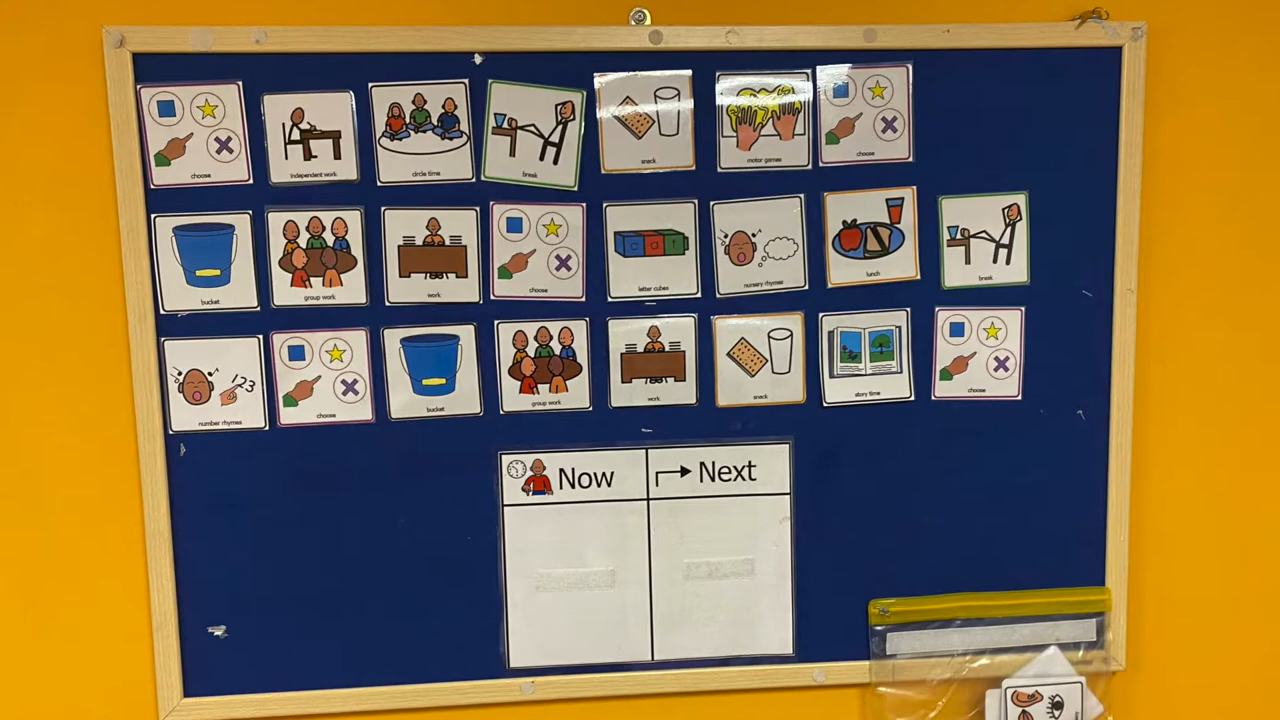 choose
independent work
circle time
break
snack
motor games
choose
bucket
group work
work
choose
c a t
letter cubes
nursery rhymes
lunch
break
123
number rhymes
choose
bucket
group work
work
snack
story time
choose
Now
Next